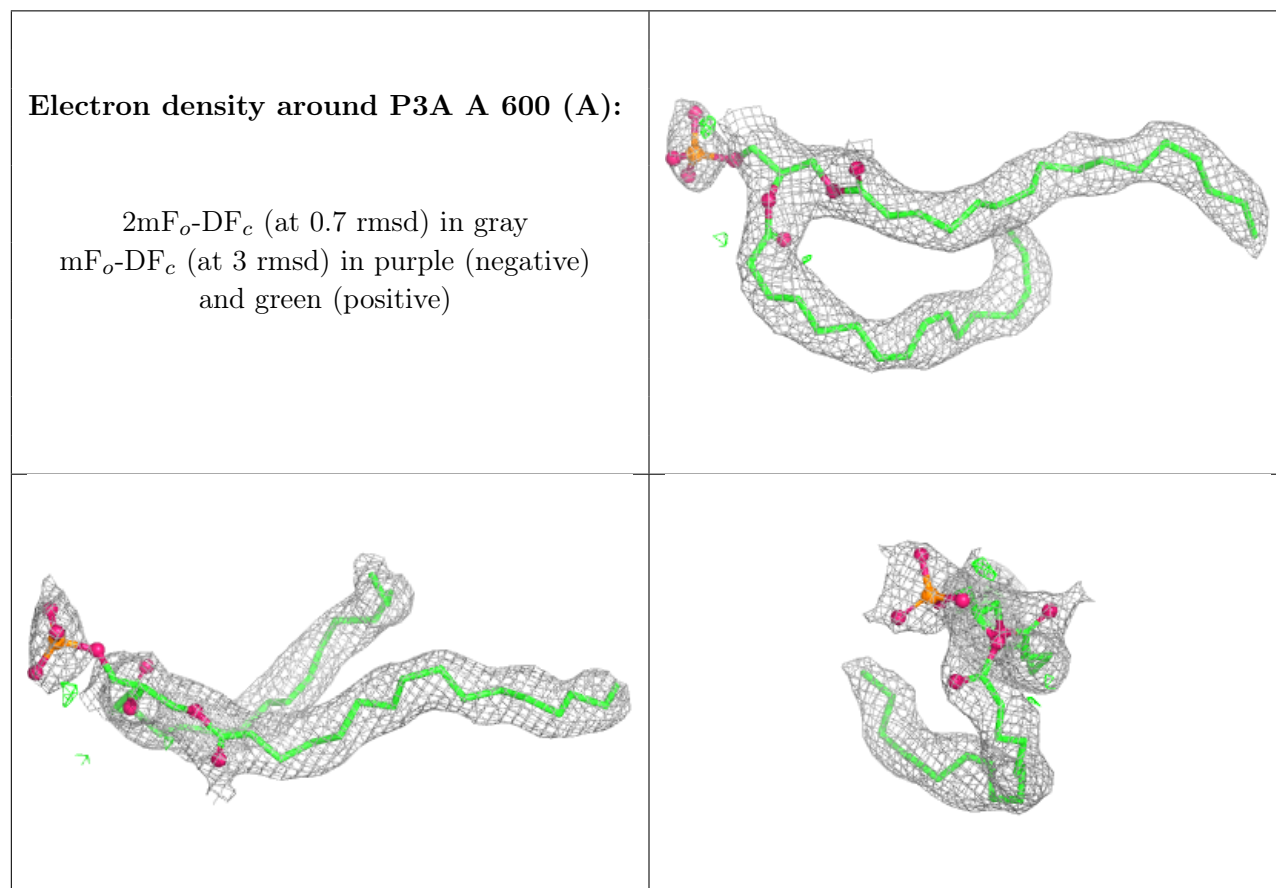 Electron density around P3A A 600 (A):
2mFo-DFc (at 0.7 rmsd) in gray
mFo-DFc (at 3 rmsd) in purple (negative)
and green (positive)